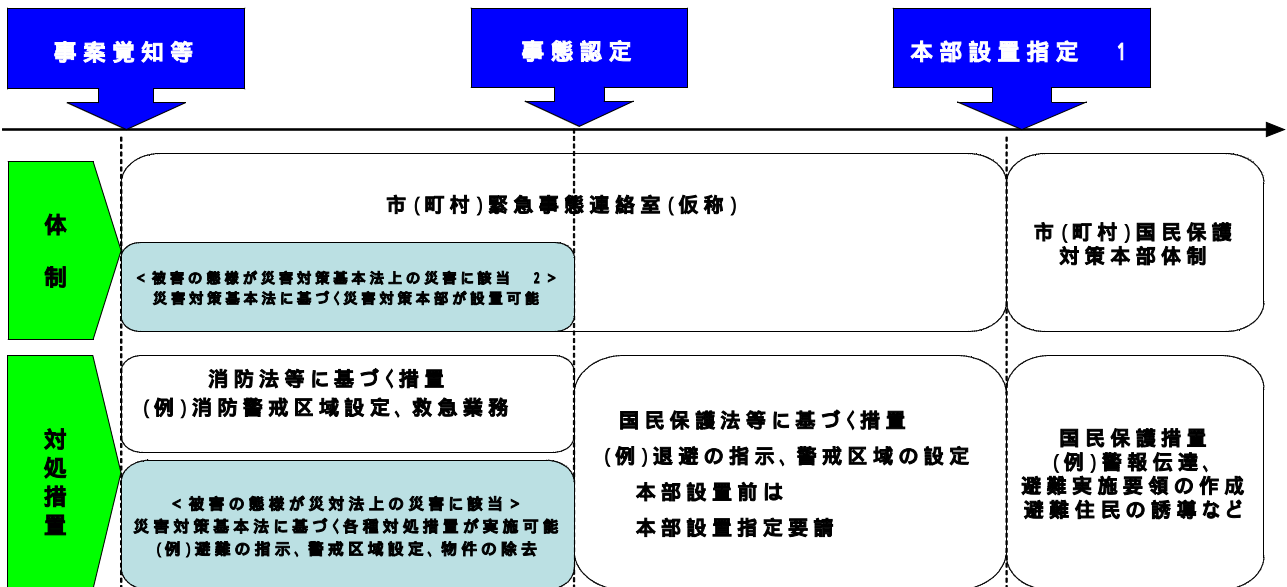 事案覚知等
事態認定
本部設置指定 1
体制
市(町村)緊急事態連絡室(仮称)
<被害の態様が災害対策基本法上の災害に該当 2>
災害対策基本法に基づく災害対策本部が設置可能
市(町村)国民保護
対策本部体制
対処措置
消防法等に基づく措置
(例)消防警戒区域設定、救急業務
<被害の態様が災対法上の災害に該当>
災害対策基本法に基づく各種対処措置が実施可能
(例)避難の指示、警戒区域設定、物件の除去
国民保護法等に基づく措置
(例)退避の指示、警戒区域の設定
本部設置前は
本部設置指定要請
国民保護措置
(例)警報伝達、
避難実施要領の作成
避難住民の誘導など